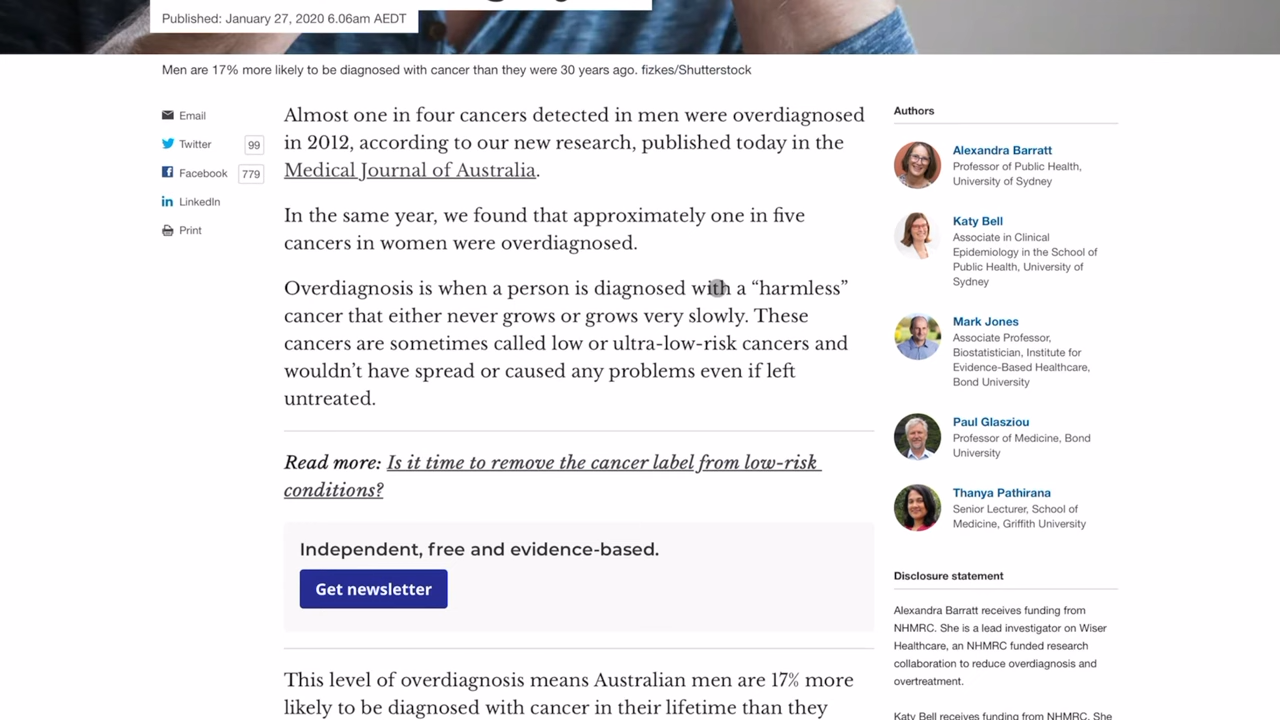 Published: January 27, 2020 6.06am AEDT
Men are 17% more likely to be diagnosed with cancer than they were 30 years ago. fizkes/Shutterstock
Email
Twitter 99
Facebook 779
LinkedIn
Print
Almost one in four cancers detected in men were overdiagnosed
in 2012, according to our new research, published today in the
Medical Journal of Australia.
In the same year, we found that approximately one in five
cancers in women were overdiagnosed.
Overdiagnosis is when a person is diagnosed with a “harmless”
cancer that either never grows or grows very slowly. These
cancers are sometimes called low or ultra-low-risk cancers and
wouldn’t have spread or caused any problems even if left
untreated.
Read more: Is it time to remove the cancer label from low-risk
conditions?
Independent, free and evidence-based.
Get newsletter
This level of overdiagnosis means Australian men are 17% more
likely to be diagnosed with cancer in their lifetime than they
Authors
Alexandra Barratt
Professor of Public Health,
University of Sydney
Katy Bell
Associate in Clinical
Epidemiology in the School of
Public Health, University of
Sydney
Mark Jones
Associate Professor,
Biostatistician, Institute for
Evidence-Based Healthcare,
Bond University
Paul Glasziou
Professor of Medicine, Bond
University
Thanya Pathirana
Senior Lecturer, School of
Medicine, Griffith University
Disclosure statement
Alexandra Barratt receives funding from
NHMRC. She is a lead investigator on Wiser
Healthcare, an NHMRC funded research
collaboration to reduce overdiagnosis and
overtreatment.
Katy Bell receives funding from NHMRC. She